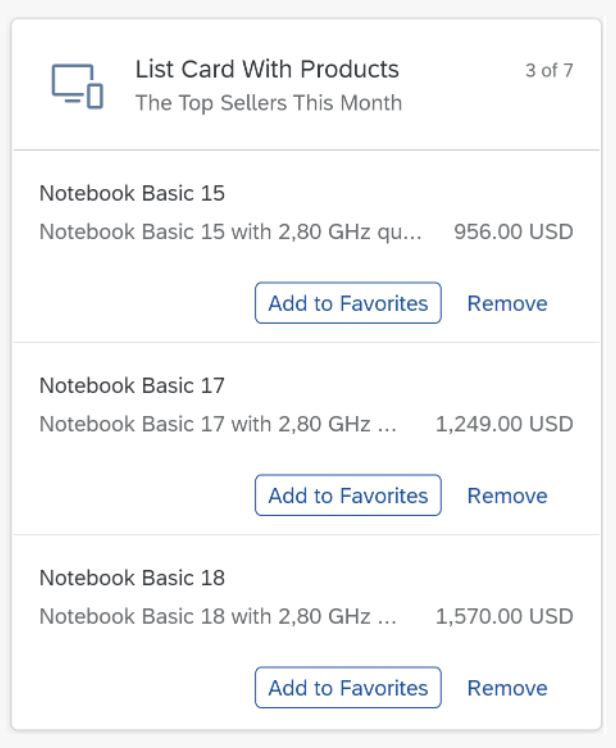 List Card With Products 3 of 7
The Top Sellers This Month
Notebook Basic 15
Notebook Basic 15 with 2,80 GHz qu... 956.00 USD
Add to Favorites Remove
Notebook Basic 17
Notebook Basic 17 with 2,80 GHz ... 1,249.00 USD
Add to Favorites Remove
Notebook Basic 18
Notebook Basic 18 with 2,80 GHz ... 1,570.00 USD
Add to Favorites Remove